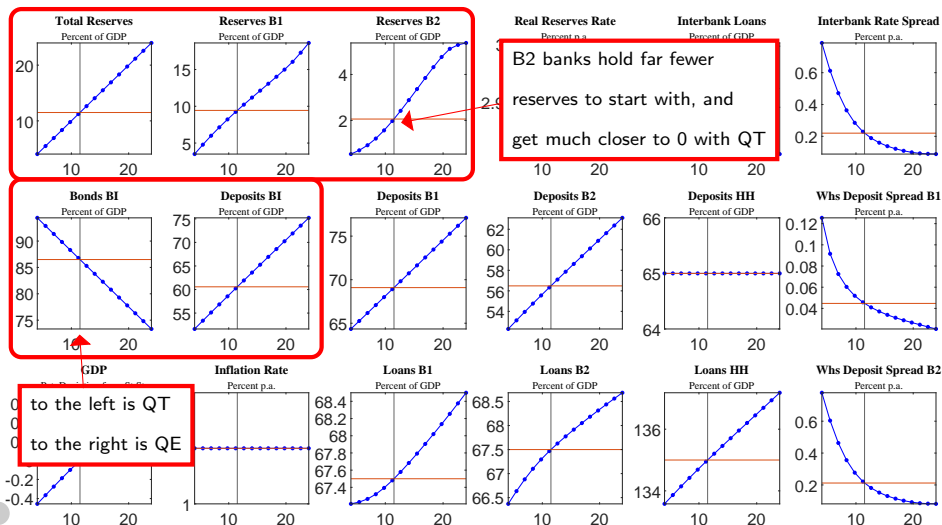 Total Reserves
Percent of GDP
20
10
10 20
Reserves B1
Percent of GDP
15
10
5
10 20
Reserves B2
Percent of GDP
4
2
10 20
Real Reserves Rate
Percent p.a.
10 20
Interbank Loans
Percent of GDP
10 20
Interbank Rate Spread
Percent p.a.
0.8
0.6
0.4
0.2
10 20
B2 banks hold far fewer
reserves to start with, and
get much closer to 0 with QT
Bonds BI
Percent of GDP
90
85
80
75
10 20
Deposits BI
Percent of GDP
75
70
65
60
55
10 20
Deposits B1
Percent of GDP
75
70
65
10 20
Deposits B2
Percent of GDP
62
60
58
56
54
10 20
Deposits HH
Percent of GDP
66
65
64
10 20
Whs Deposit Spread B1
Percent p.a.
0.12
0.1
0.08
0.06
0.04
10 20
GDP
-0.2
-0.4
10 20
to the left is QT
to the right is QE
Inflation Rate
Percent p.a.
1
10 20
Loans B1
Percent of GDP
68.4
68.2
68
67.8
67.6
67.4
10 20
Loans B2
Percent of GDP
68.5
68
67.5
67
66.5
10 20
Loans HH
Percent of GDP
136
134
10 20
Whs Deposit Spread B2
Percent p.a.
0.6
0.4
0.2
10 20